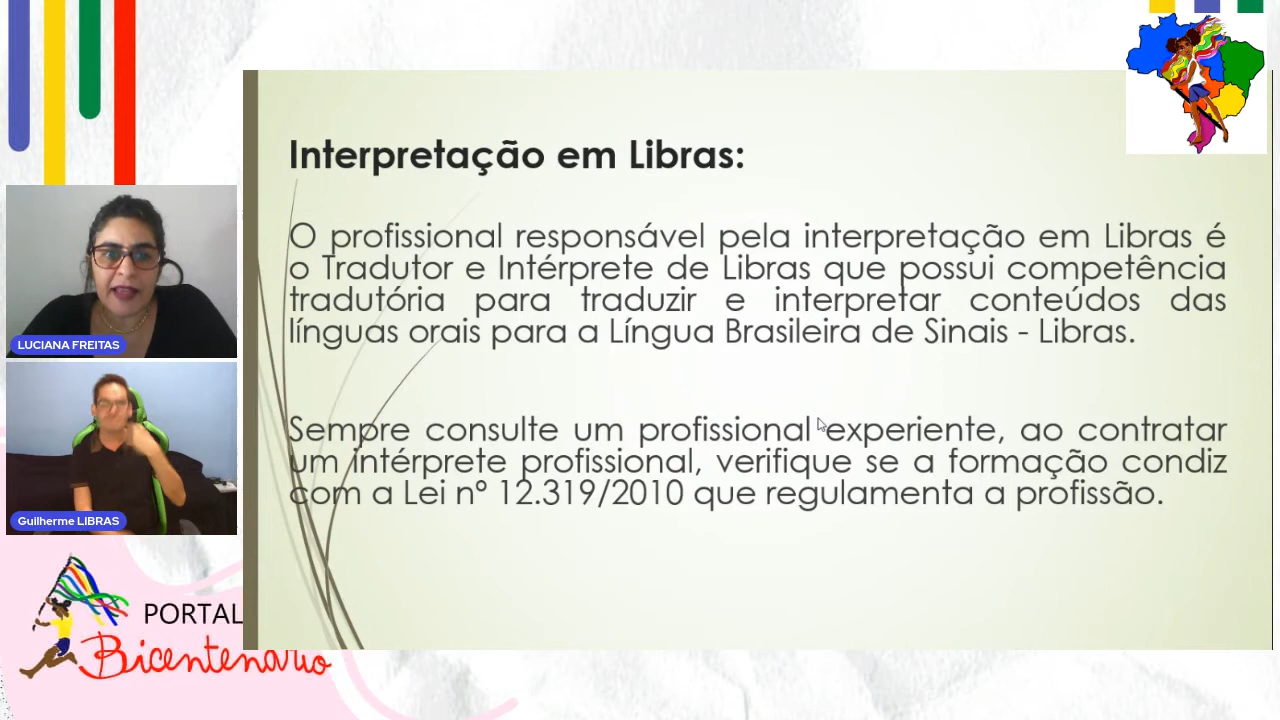 Interpretação em Libras:
O profissional responsável pela interpretação em Libras é
o Tradutor e Intérprete de Libras que possui competência
tradutória para traduzir e interpretar conteúdos das
línguas orais para a Língua Brasileira de Sinais - Libras.
Sempre consulte um profissional experiente, ao contratar
um intérprete profissional, verifique se a formação condiz
com a Lei nº 12.319/2010 que regulamenta a profissão.
LUCIANA FREITAS
Guilherme LIBRAS
PORTAL
Bicentenário